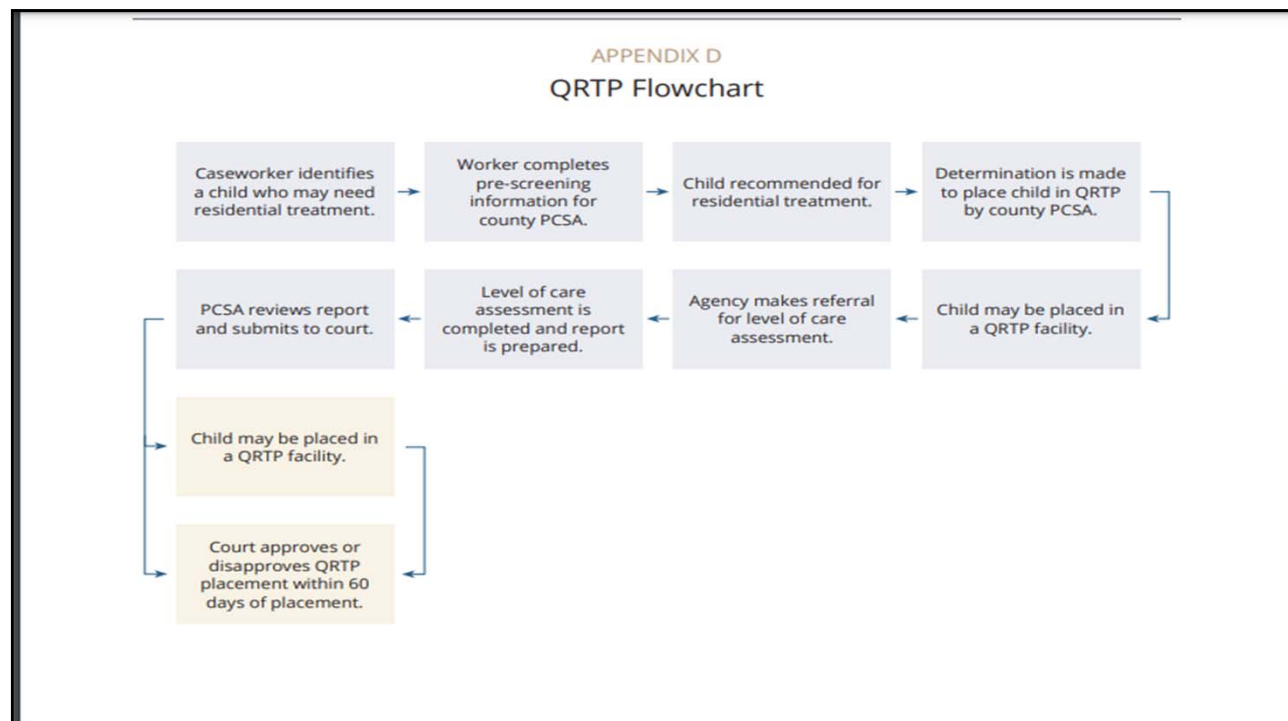 APPENDIX D
QRTP Flowchart
Caseworker identifies
a child who may need
residential treatment.
Worker completes
pre-screening
information for
county PCSA.
Child recommended for
residential treatment.
Determination is made
to place child in QRTP
by county PCSA.
Child may be placed in
a QRTP facility.
Agency makes referral
for level of care
assessment.
Level of care
assessment is
completed and report
is prepared.
PCSA reviews report
and submits to court.
Child may be placed in
a QRTP facility.
Court approves or
disapproves QRTP
placement within 60
days of placement.